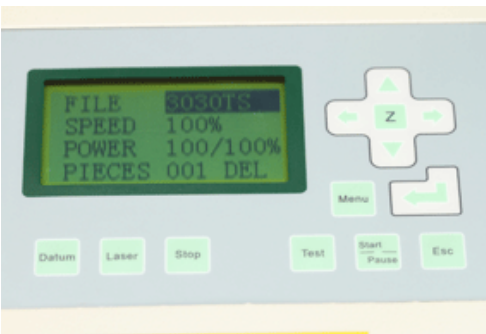 FILE 3030TS
SPEED 100%
POWER 100/100%
PIECES 001 DEL
Z
Menu
Datum Laser Stop Test Start Pause Esc